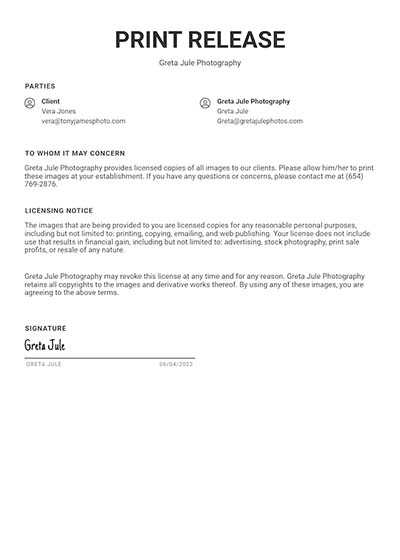 PRINT RELEASE
Greta Jule Photography
PARTIES
Client
Vera Jones
vera@tonyjamesphoto.com
Greta Jule Photography
Greta Jule
Greta@gretajulephotos.com
TO WHOM IT MAY CONCERN
Greta Jule Photography provides licensed copies of all images to our clients. Please allow him/her to print
these images at your establishment. If you have any questions or concerns, please contact me at (654)
769-2876.
LICENSING NOTICE
The images that are being provided to you are licensed copies for any reasonable personal purposes,
including but not limited to: printing, copying, emailing, and web publishing. Your license does not include
use that results in financial gain, including but not limited to: advertising, stock photography, print sale
profits, or resale of any nature.
Greta Jule Photography may revoke this license at any time and for any reason. Greta Jule Photography
retains all copyrights to the images and derivative works thereof. By using any of these images, you are
agreeing to the above terms.
SIGNATURE
Greta Jule
GRETA JULE 06/04/2022